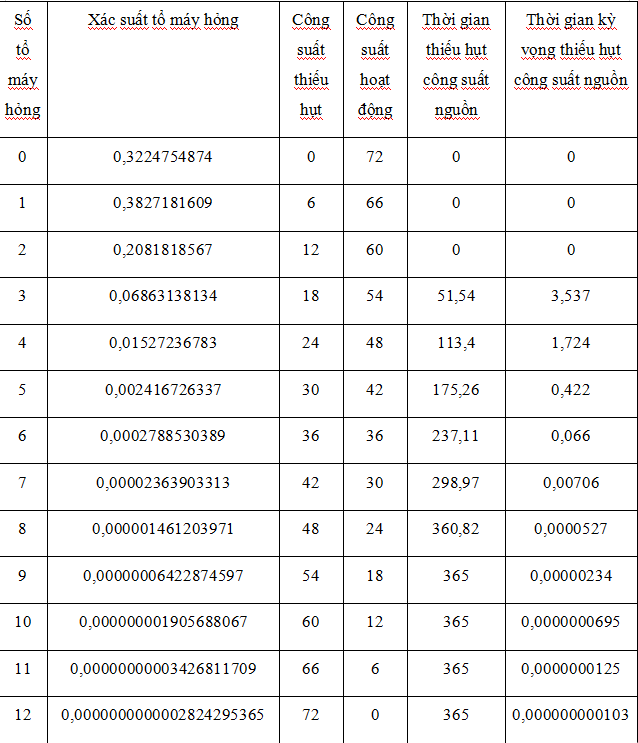 Số tổ máy hỏng | Xác suất tổ máy hỏng | Công suất thiếu hụt | Công suất hoạt động | Thời gian thiếu hụt công suất nguồn | Thời gian kỳ vọng thiếu hụt công suất nguồn
0 | 0,3224754874 | 0 | 72 | 0 | 0
1 | 0,3827181609 | 6 | 66 | 0 | 0
2 | 0,2081818567 | 12 | 60 | 0 | 0
3 | 0,06863138134 | 18 | 54 | 51,54 | 3,537
4 | 0,01527236783 | 24 | 48 | 113,4 | 1,724
5 | 0,002416726337 | 30 | 42 | 175,26 | 0,422
6 | 0,0002788530389 | 36 | 36 | 237,11 | 0,066
7 | 0,00002363903313 | 42 | 30 | 298,97 | 0,00706
8 | 0,000001461203971 | 48 | 24 | 360,82 | 0,0000527
9 | 0,00000006422874597 | 54 | 18 | 365 | 0,00000234
10 | 0,000000001905688067 | 60 | 12 | 365 | 0,0000000695
11 | 0,00000000003426811709 | 66 | 6 | 365 | 0,0000000125
12 | 0,0000000000002824295365 | 72 | 0 | 365 | 0,000000000103